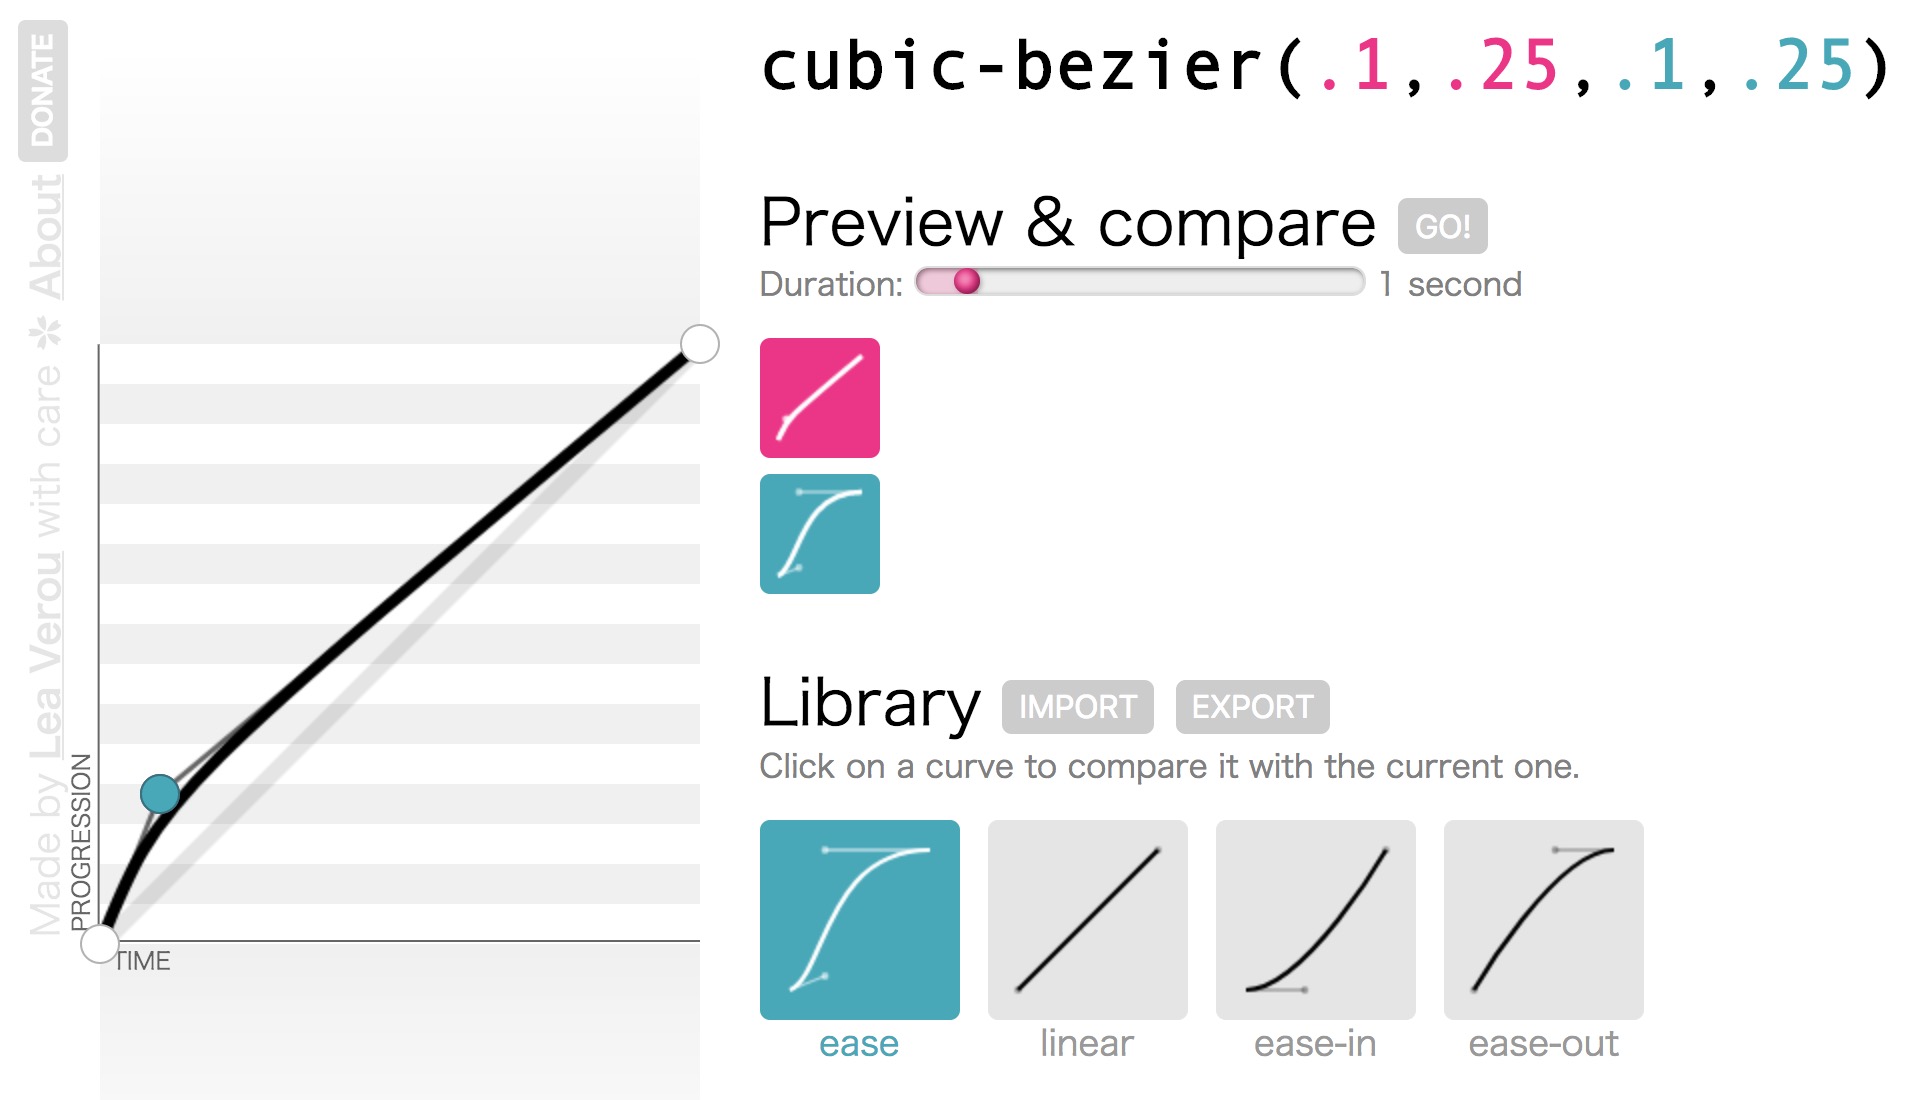 Made by Lea Verou with care ✲ About DONATE
cubic-bezier(.1,.25,.1,.25)
Preview & compare GO!
Duration: 1 second
PROGRESSION
TIME
Library IMPORT EXPORT
Click on a curve to compare it with the current one.
ease linear ease-in ease-out